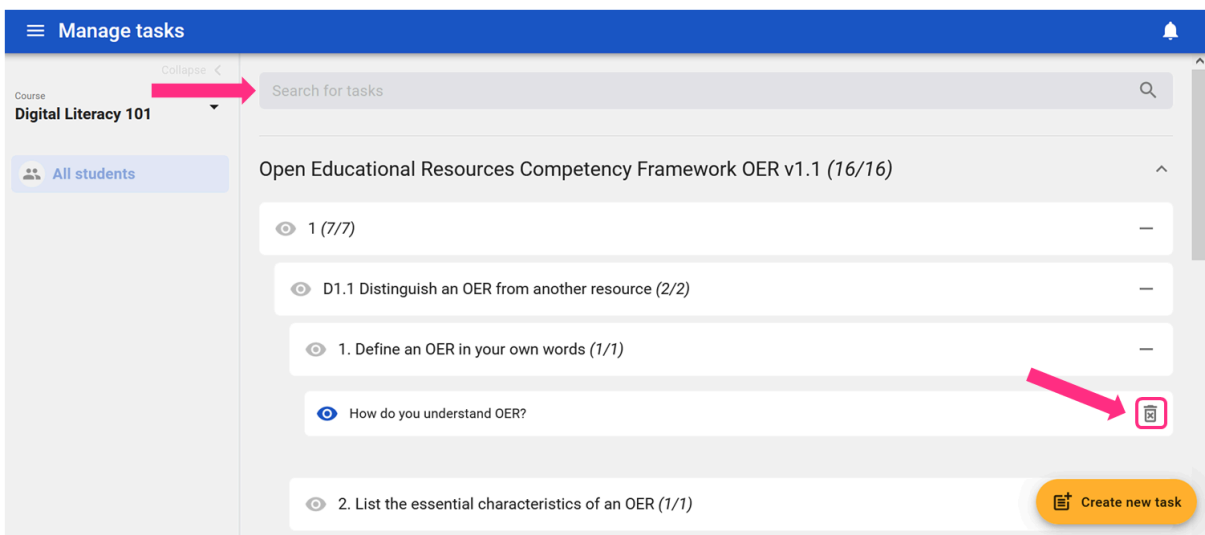 Manage tasks
Collapse
Course
Digital Literacy 101
All students
Search for tasks
Open Educational Resources Competency Framework OER v1.1 (16/16)
1 (7/7)
D1.1 Distinguish an OER from another resource (2/2)
1. Define an OER in your own words (1/1)
How do you understand OER?
2. List the essential characteristics of an OER (1/1)
Create new task